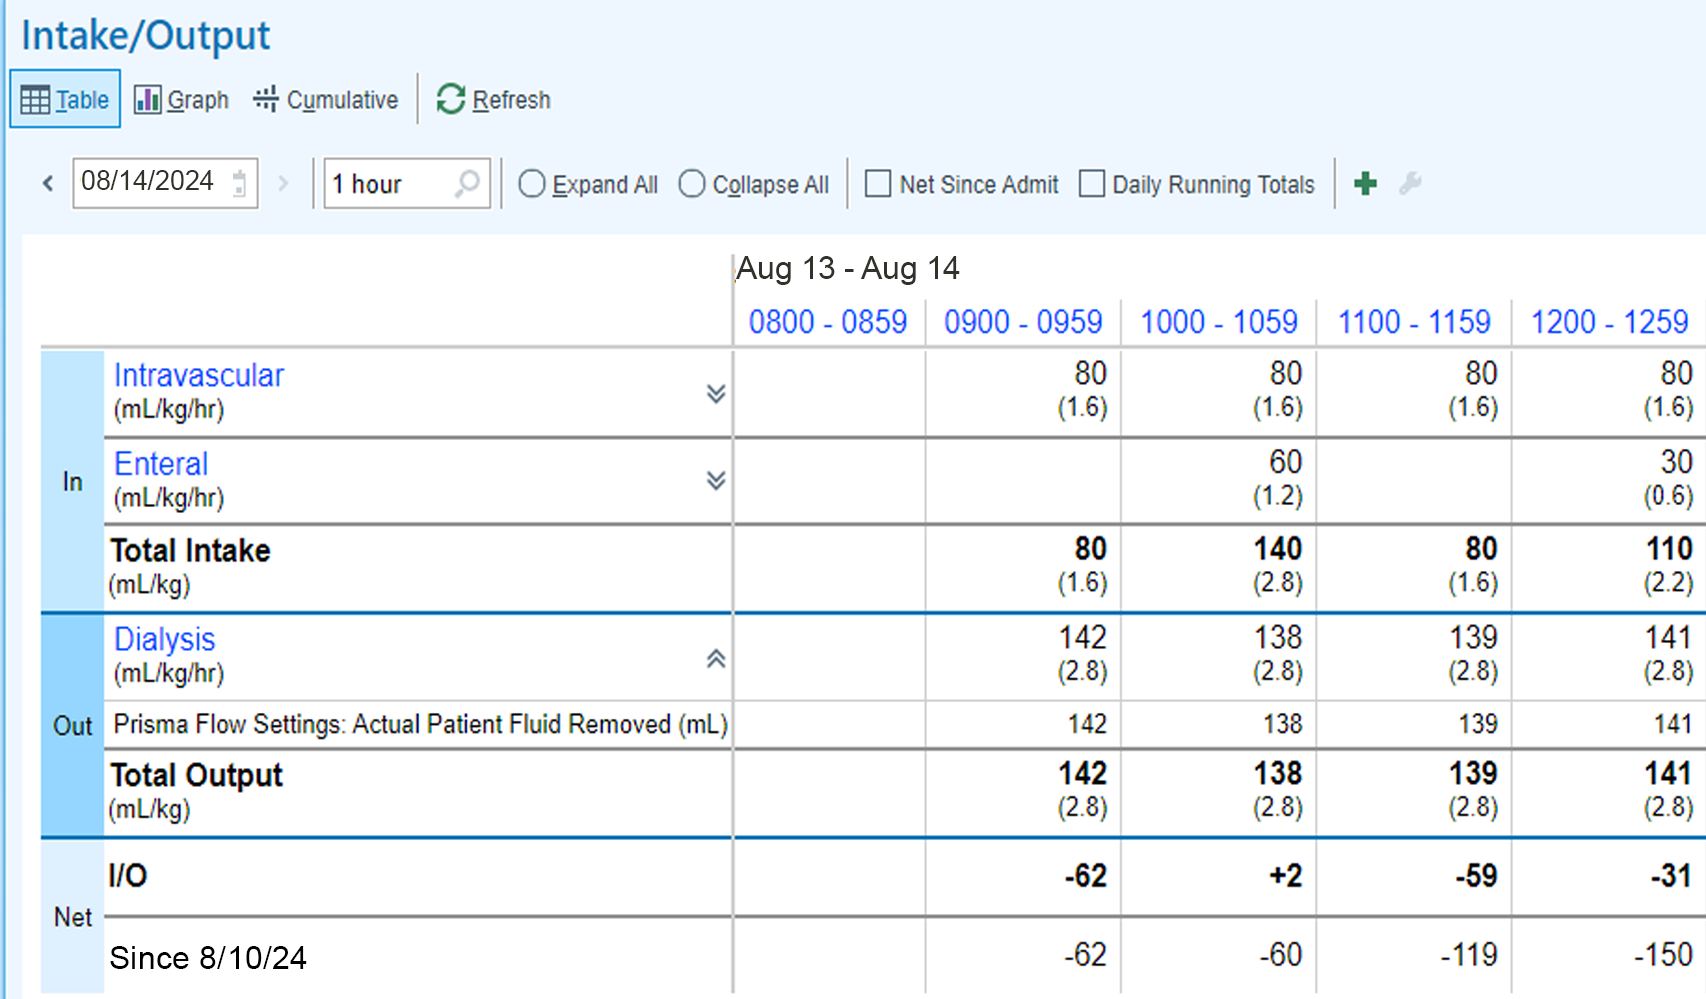 Intake/Output
Table Graph Cumulative Refresh
08/14/2024 1 hour Expand All Collapse All Net Since Admit Daily Running Totals
Aug 13 - Aug 14
0800 - 0859 0900 - 0959 1000 - 1059 1100 - 1159 1200 - 1259
In
Intravascular 80 80 80 80
(mL/kg/hr) (1.6) (1.6) (1.6) (1.6)
Enteral 60 30
(mL/kg/hr) (1.2) (0.6)
Total Intake 80 140 80 110
(mL/kg) (1.6) (2.8) (1.6) (2.2)
Out
Dialysis 142 138 139 141
(mL/kg/hr) (2.8) (2.8) (2.8) (2.8)
Prisma Flow Settings: Actual Patient Fluid Removed (mL) 142 138 139 141
Total Output 142 138 139 141
(mL/kg) (2.8) (2.8) (2.8) (2.8)
Net
I/O -62 +2 -59 -31
Since 8/10/24 -62 -60 -119 -150